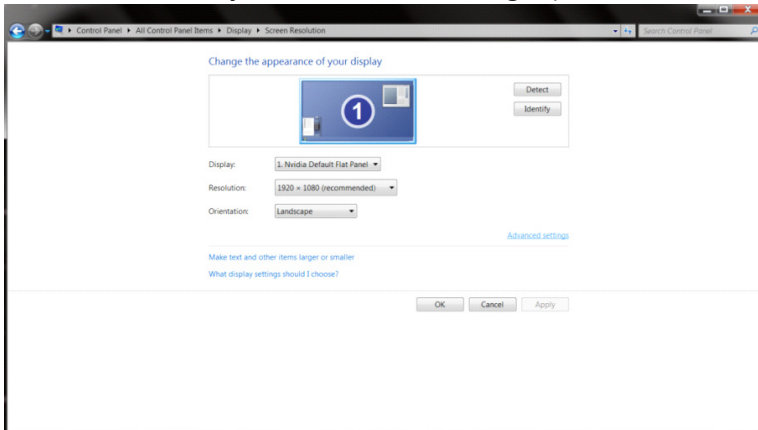 Control Panel ▸ All Control Panel Items ▸ Display ▸ Screen Resolution
Search Control Panel
Change the appearance of your display
1
Detect
Identify
Display: 1. Nvidia Default Flat Panel
Resolution: 1920 × 1080 (recommended)
Orientation: Landscape
Advanced settings
Make text and other items larger or smaller
What display settings should I choose?
OK Cancel Apply